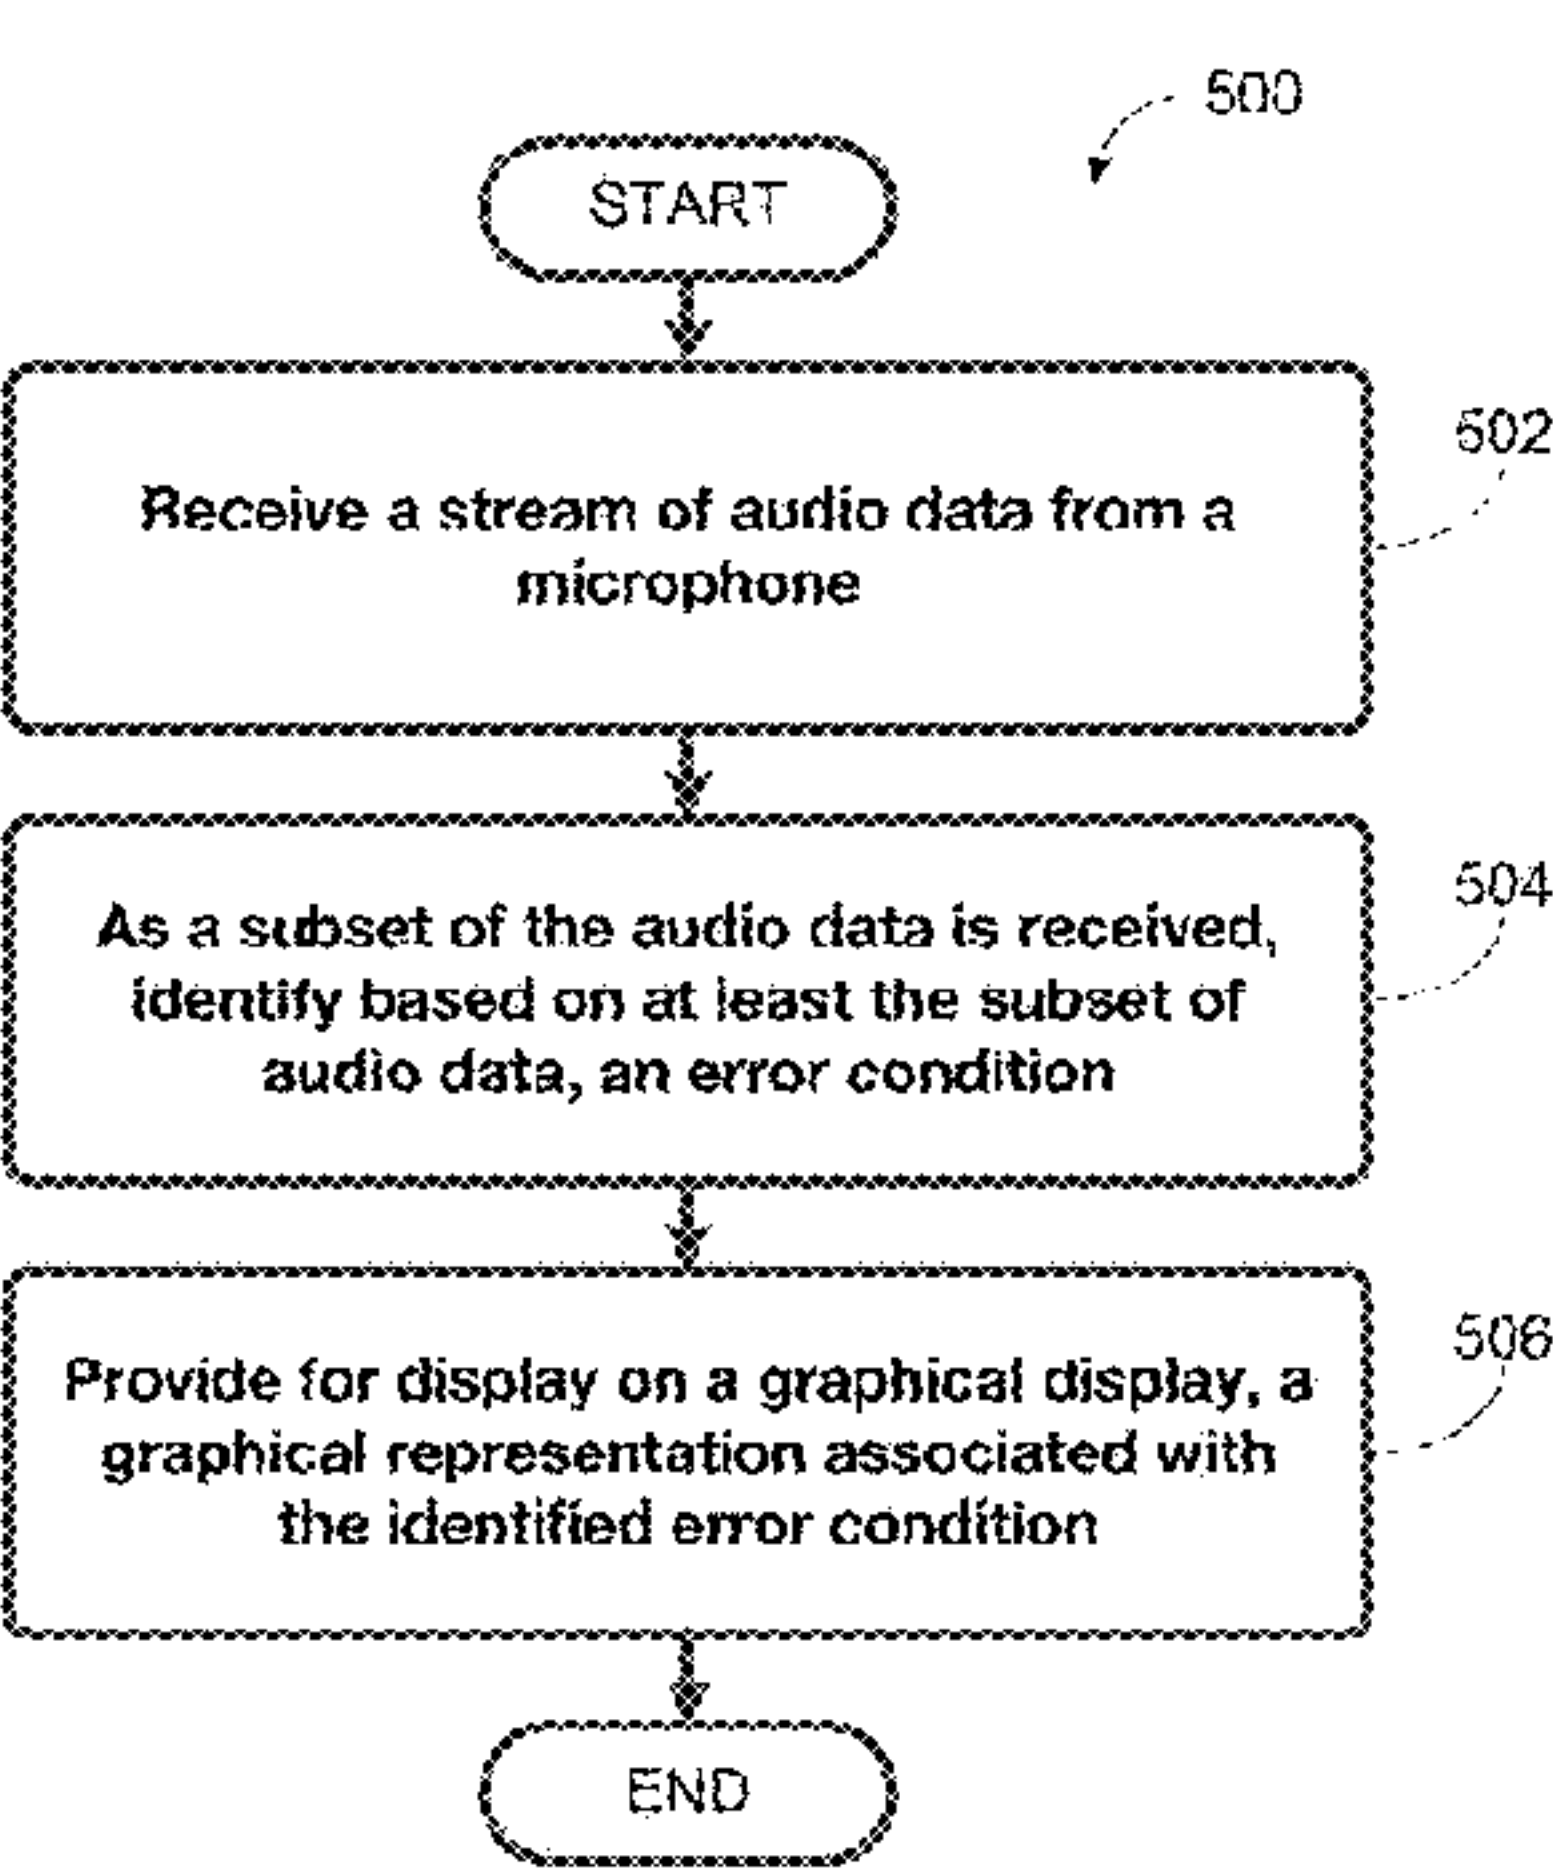 500
START
502
Receive a stream of audio data from a
microphone
504
As a subset of the audio data is received,
identify based on at least the subset of
audio data, an error condition
506
Provide for display on a graphical display, a
graphical representation associated with
the identified error condition
END